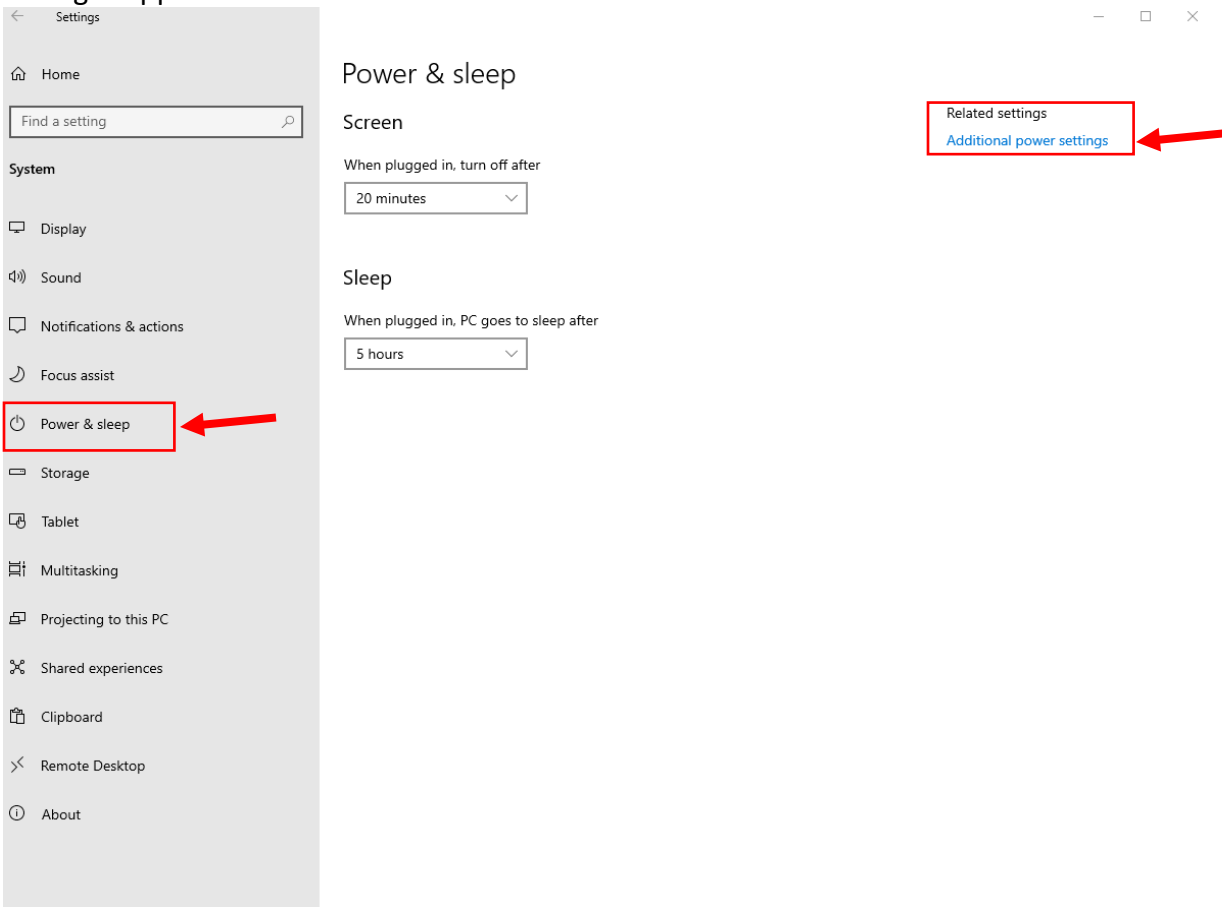 Settings
Home
Find a setting
System
Display
Sound
Notifications & actions
Focus assist
Power & sleep
Storage
Tablet
Multitasking
Projecting to this PC
Shared experiences
Clipboard
Remote Desktop
About
Power & sleep
Screen
When plugged in, turn off after
20 minutes
Sleep
When plugged in, PC goes to sleep after
5 hours
Related settings
Additional power settings